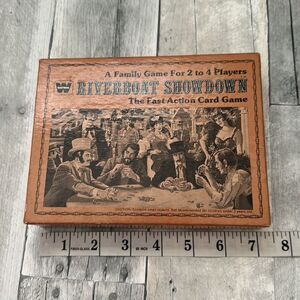 A Family Game For 2 to 4 Players
W RIVERBOAT SHOWDOWN
The Fast Action Card Game
1 2 3 4 5 6 7 8